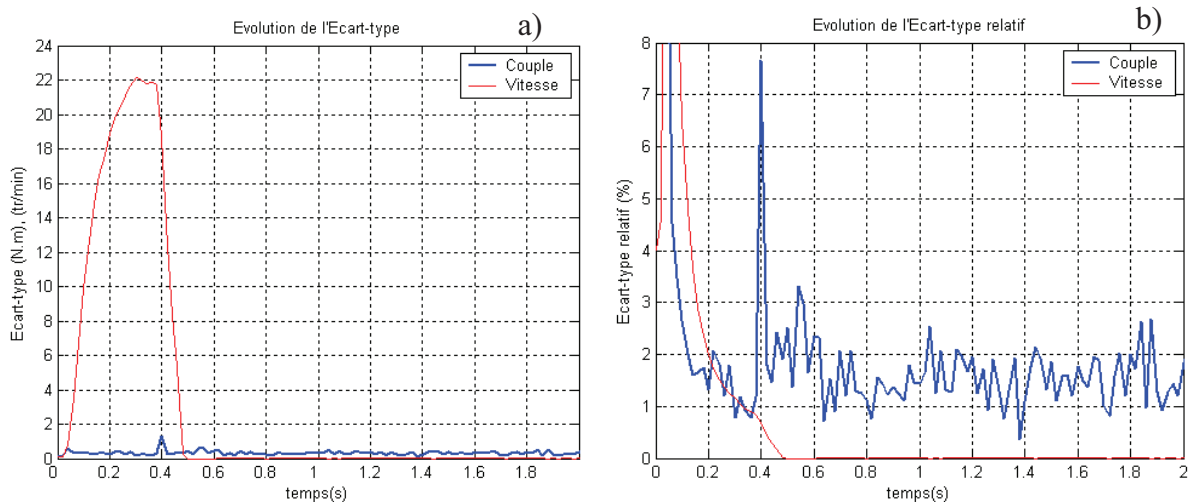 a)
Evolution de l'Ecart-type
Couple
Vitesse
Ecart-type (N.m), (tr/min)
24
22
20
18
16
14
12
10
8
6
4
2
0
0 0.2 0.4 0.6 0.8 1 1.2 1.4 1.6 1.8
temps(s)
b)
Evolution de l'Ecart-type relatif
Couple
Vitesse
Ecart-type relatif (%)
8
7
6
5
4
3
2
1
0
0 0.2 0.4 0.6 0.8 1 1.2 1.4 1.6 1.8 2
temps(s)